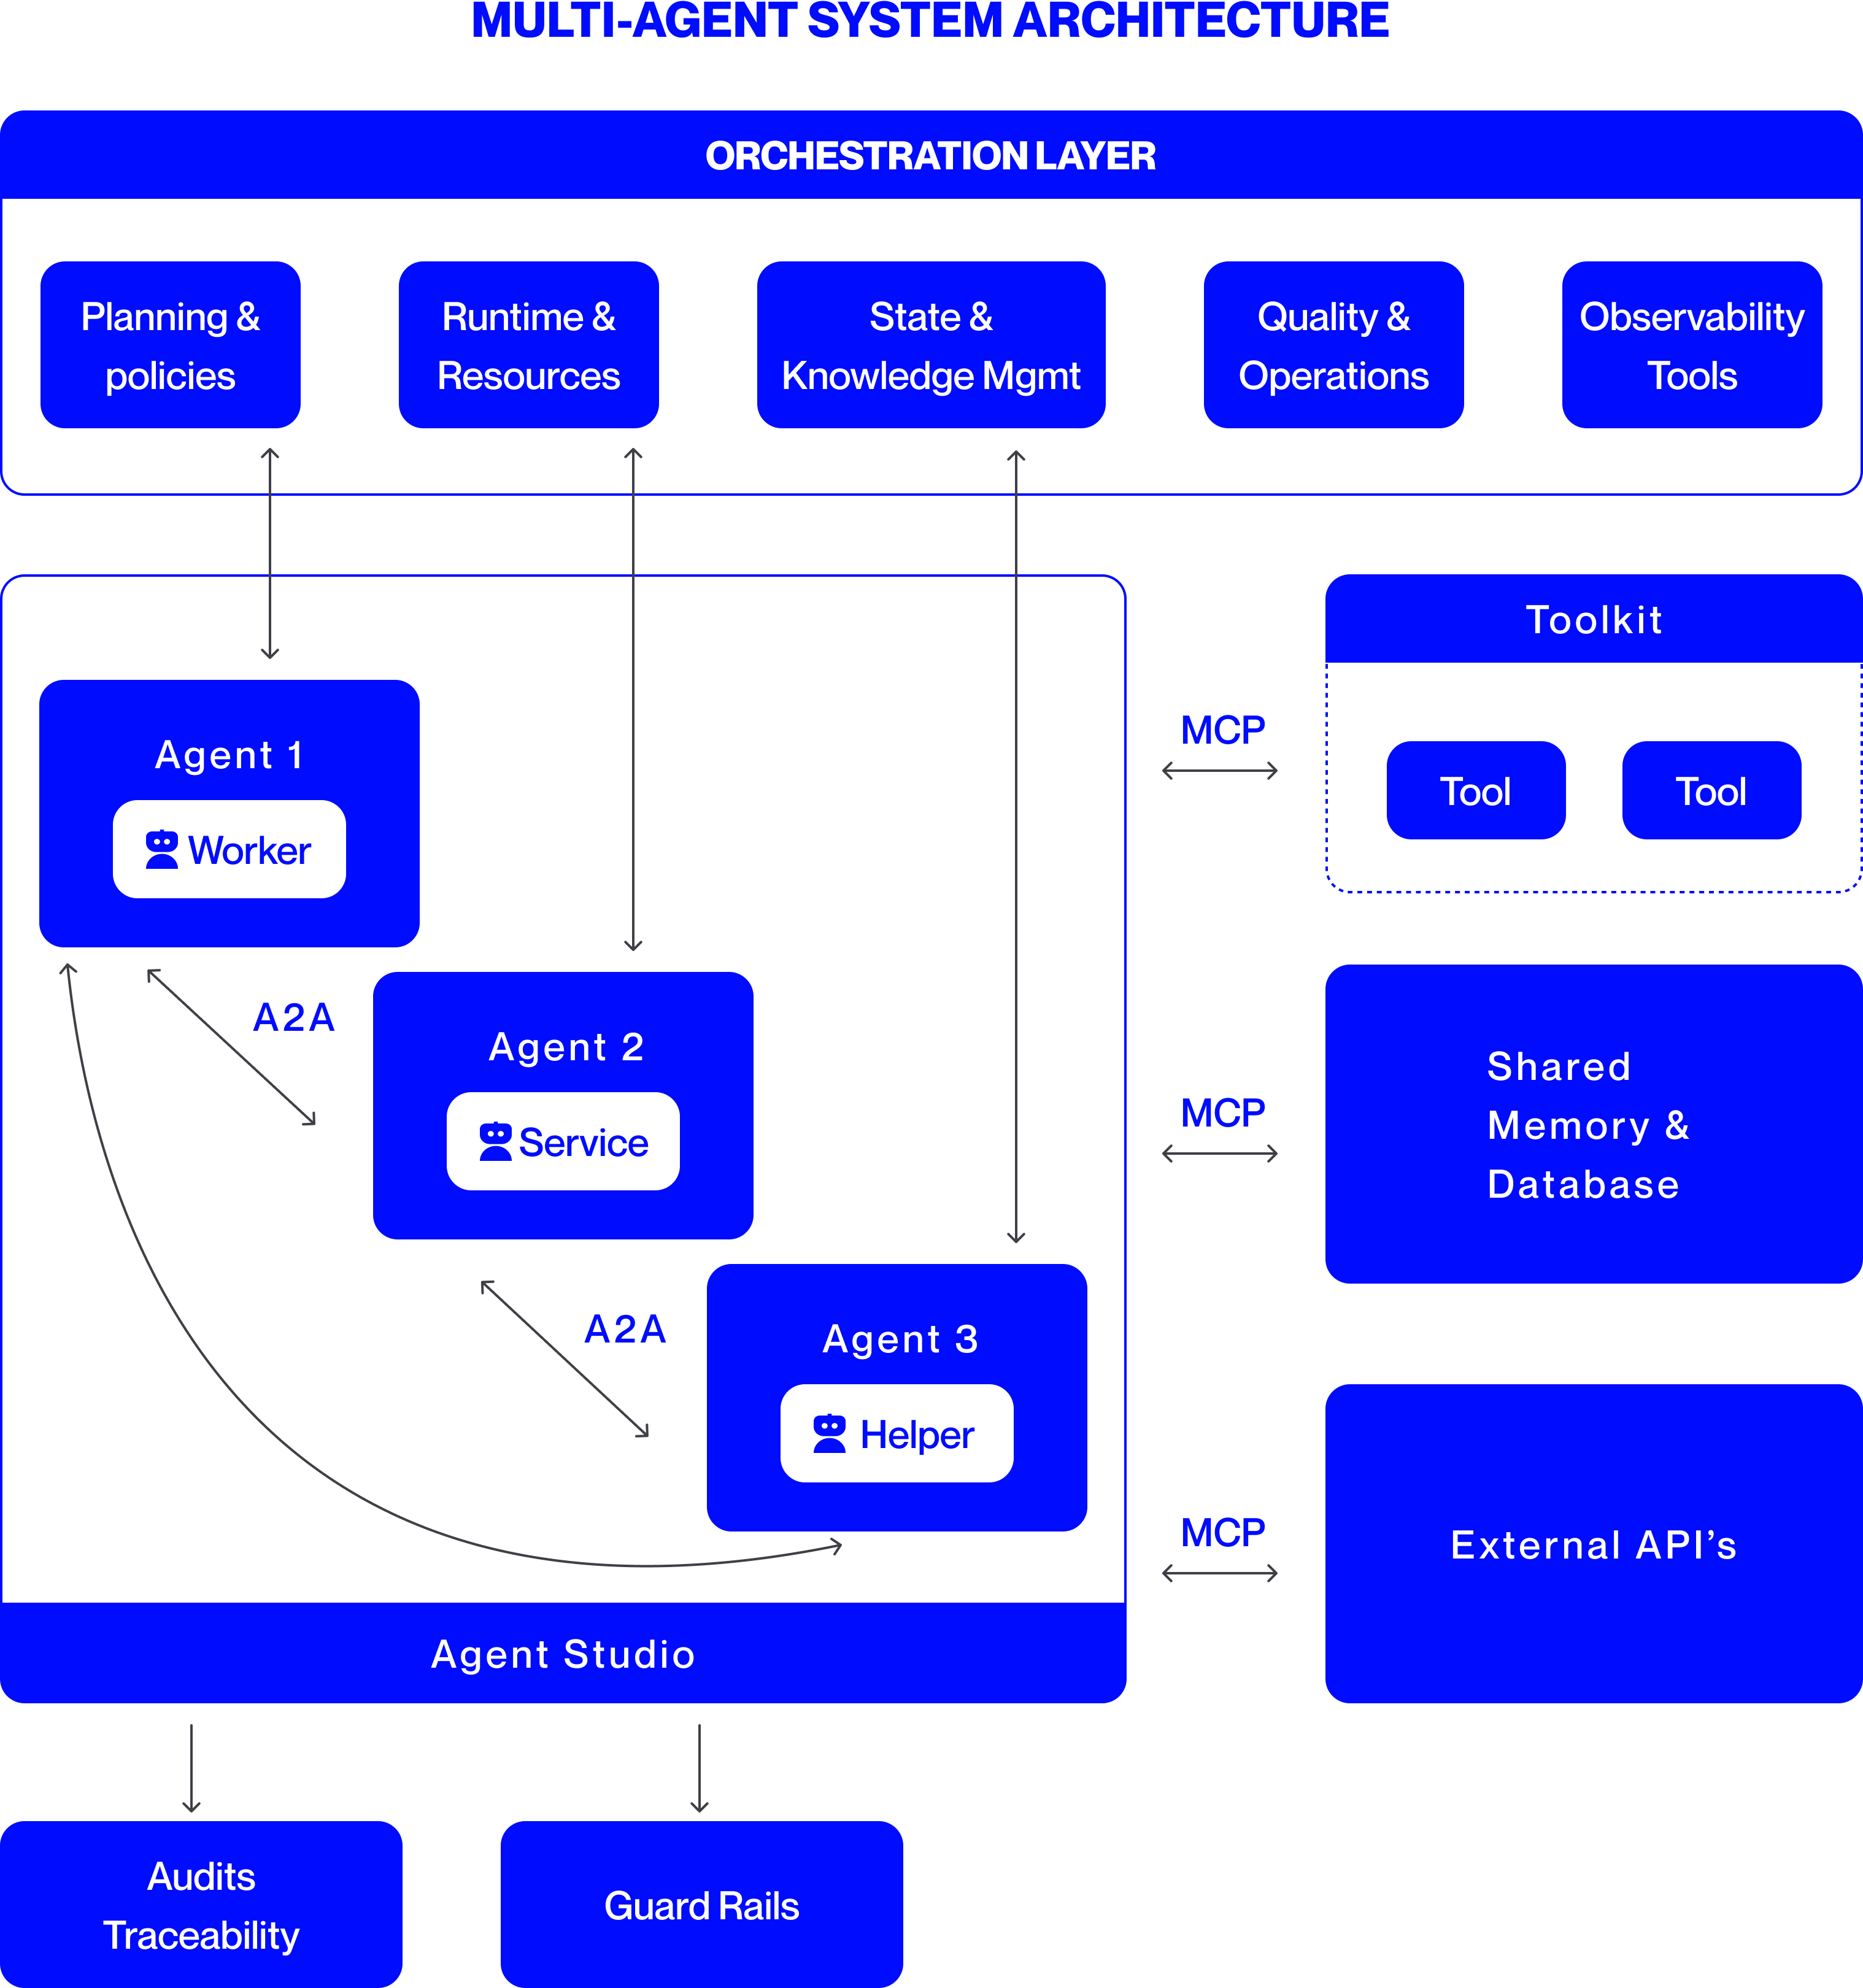 MULTI-AGENT SYSTEM ARCHITECTURE
ORCHESTRATION LAYER
Planning &
policies
Runtime &
Resources
State &
Knowledge Mgmt
Quality &
Operations
Observability
Tools
Agent 1
Worker
A2A
Agent 2
Service
A2A
Agent 3
Helper
Agent Studio
MCP
Toolkit
Tool
Tool
MCP
Shared
Memory &
Database
MCP
External API’s
Audits
Traceability
Guard Rails